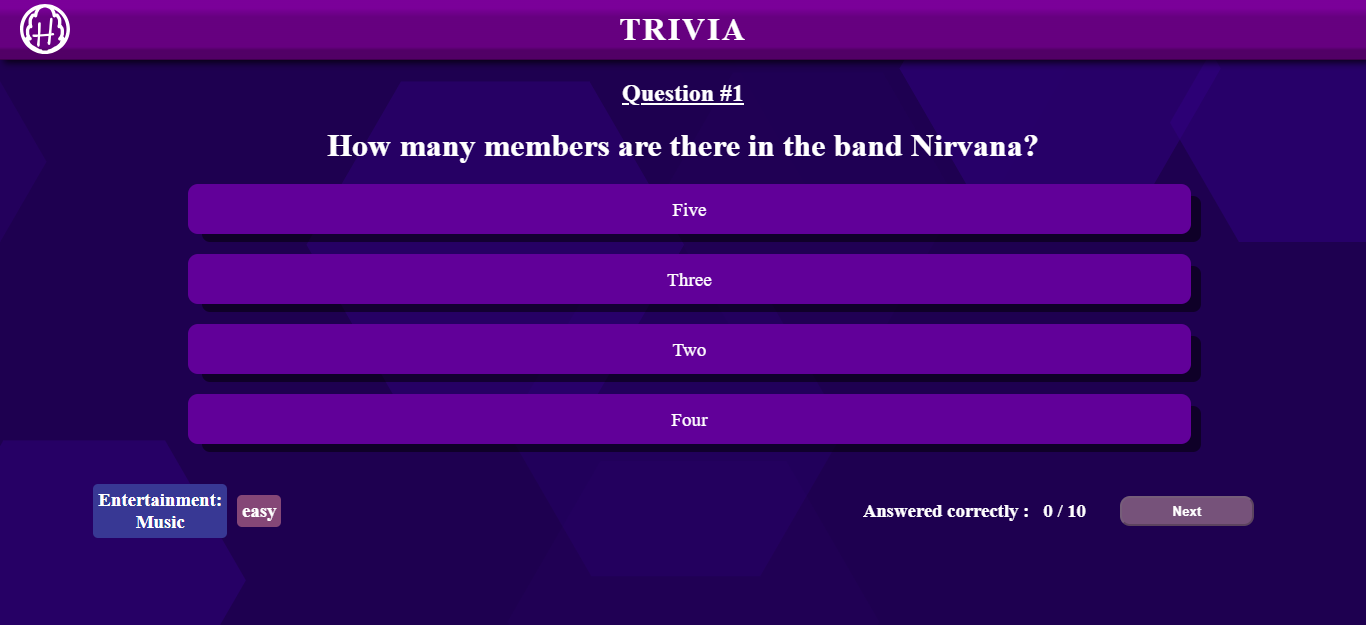 H
TRIVIA
Question #1
How many members are there in the band Nirvana?
Five
Three
Two
Four
Entertainment:
Music
easy
Answered correctly : 0 / 10
Next